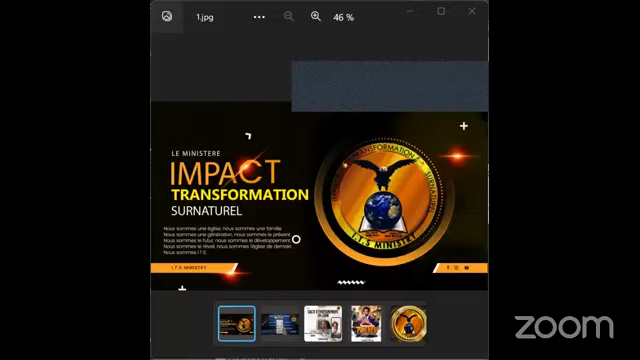 1.jpg
46 %
LE MINISTERE
IMPACT
TRANSFORMATION
SURNATUREL
Nous sommes une église, nous sommes une famille
Nous sommes une génération, nous sommes le présent
Nous sommes le futur, nous sommes le développement
Nous sommes le réveil, nous sommes l'église de demain
Nous sommes I.T.S.
I.T.S MINISTRY
TRANSFORMATION
SURNATUREL
I.T.S MINISTRY
zoom